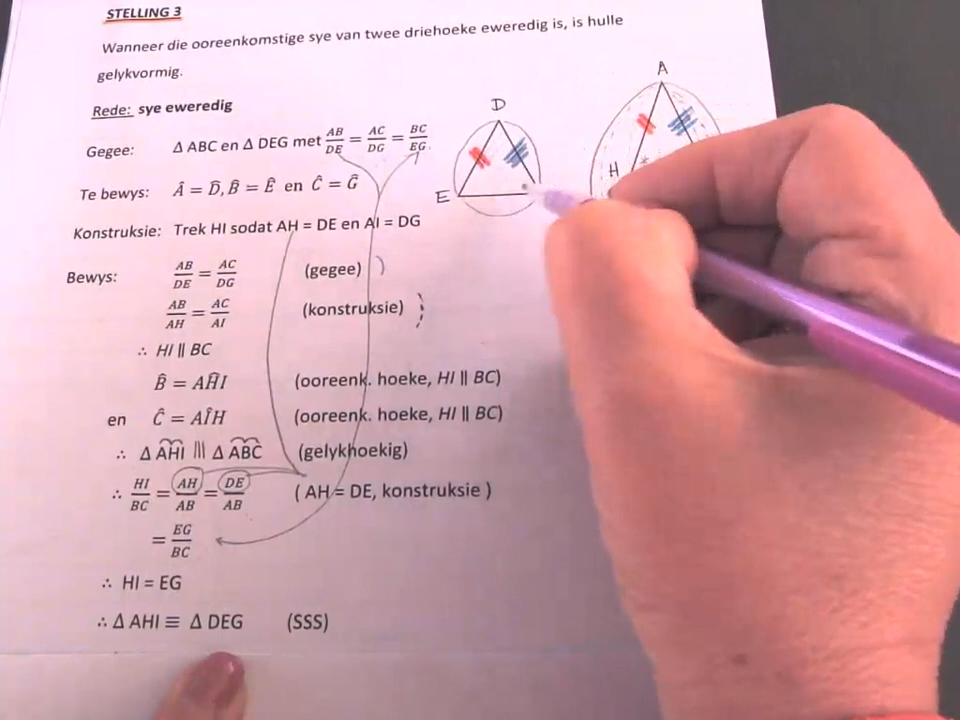 STELLING 3
Wanneer die ooreenkomstige sye van twee driehoeke eweredig is, is hulle
gelykvormig.
Rede: sye eweredig
Gegee: Δ ABC en Δ DEG met AB/DE = AC/DG = BC/EG.
Te bewys: Â = D̂, B̂ = Ê en Ĉ = Ĝ
Konstruksie: Trek HI sodat AH = DE en AI = DG
Bewys: AB/DE = AC/DG (gegee)
AB/AH = AC/AI (konstruksie)
∴ HI ∥ BC
B̂ = AĤI (ooreenk. hoeke, HI ∥ BC)
en Ĉ = AÎH (ooreenk. hoeke, HI ∥ BC)
∴ Δ AHI ||| Δ ABC (gelykhoekig)
∴ HI/BC = AH/AB = DE/AB ( AH = DE, konstruksie )
= EG/BC
∴ HI = EG
∴ Δ AHI ≡ Δ DEG (SSS)
D
E
A
H